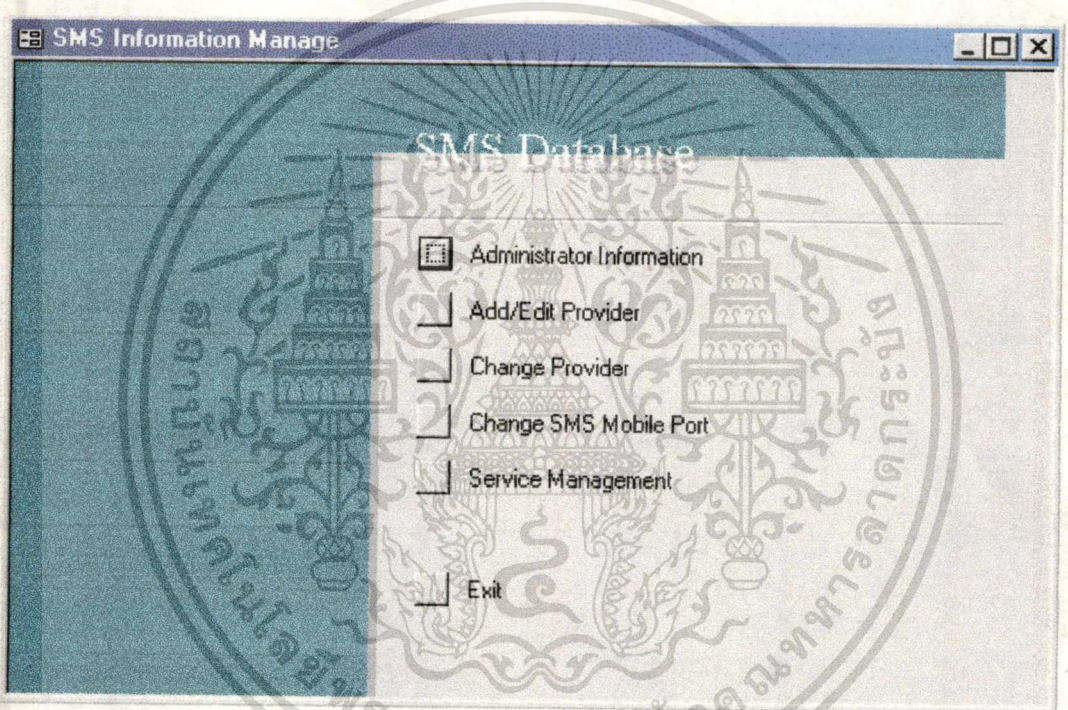 SMS Information Manage
SMS Database
Administrator Information
Add/Edit Provider
Change Provider
Change SMS Mobile Port
Service Management
Exit